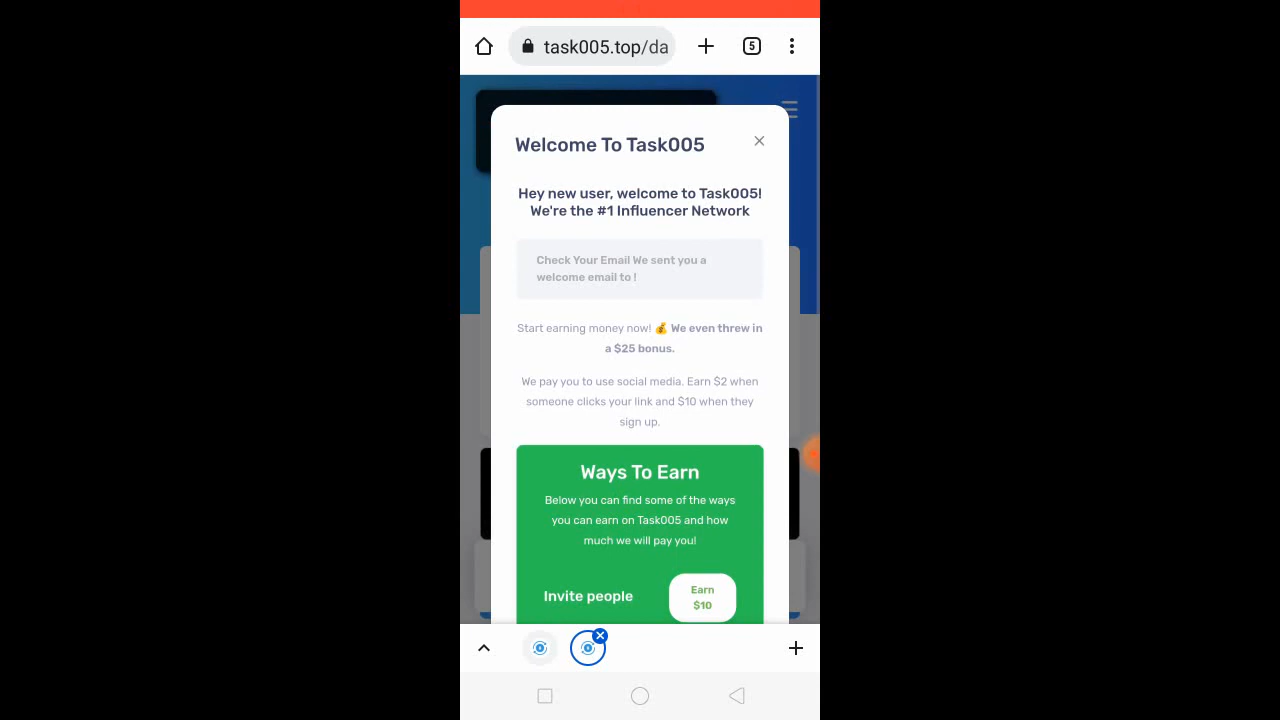 task005.top/da
5
Welcome To Task005
Hey new user, welcome to Task005!
We're the #1 Influencer Network
Check Your Email We sent you a
welcome email to !
Start earning money now! 💰 We even threw in
a $25 bonus.
We pay you to use social media. Earn $2 when
someone clicks your link and $10 when they
sign up.
Ways To Earn
Below you can find some of the ways
you can earn on Task005 and how
much we will pay you!
Invite people
Earn
$10